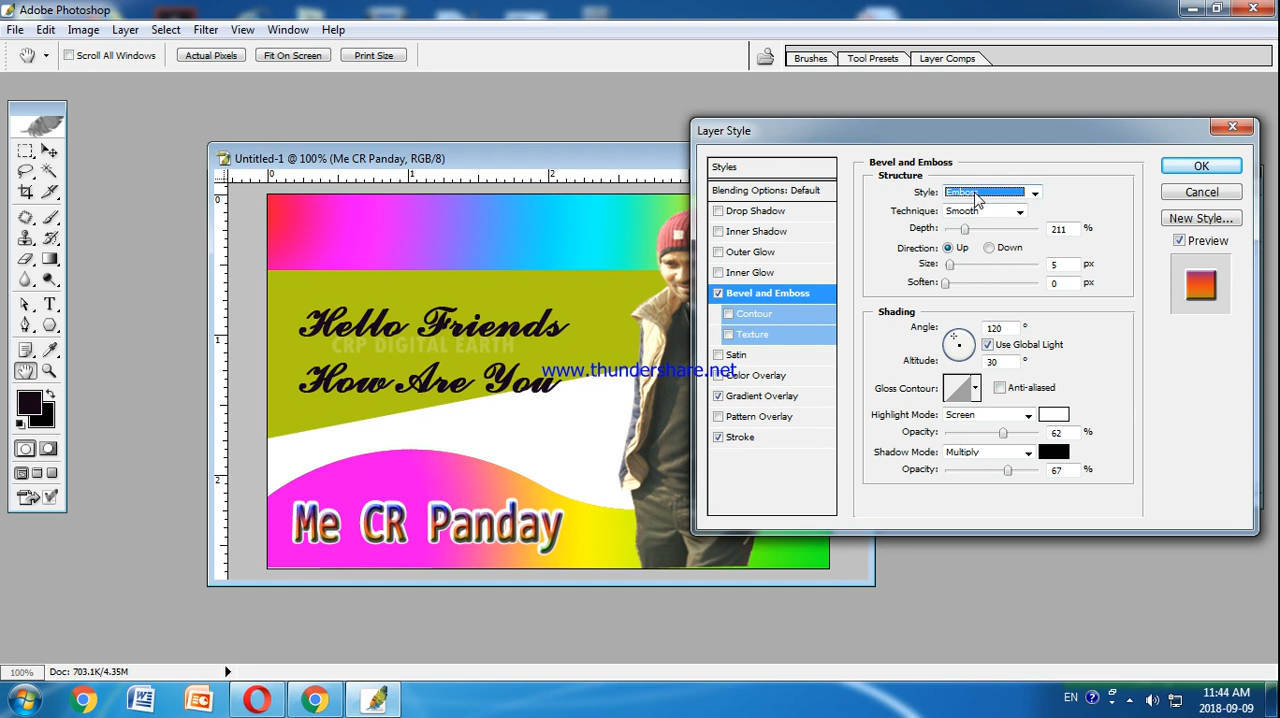 Adobe Photoshop
File Edit Image Layer Select Filter View Window Help
Scroll All Windows Actual Pixels Fit On Screen Print Size Brushes Tool Presets Layer Comps
Untitled-1 @ 100% (Me CR Panday, RGB/8)
0 1 2
0
1
2
Hello Friends
CRP DIGITAL EARTH
How Are You
www.thundershare.net
Me CR Panday
Layer Style
Styles
Blending Options: Default
Drop Shadow
Inner Shadow
Outer Glow
Inner Glow
Bevel and Emboss
Contour
Texture
Satin
Color Overlay
Gradient Overlay
Pattern Overlay
Stroke
Bevel and Emboss
Structure
Style: Emboss
Technique: Smooth
Depth: 211 %
Direction: Up Down
Size: 5 px
Soften: 0 px
Shading
Angle: 120 °
Use Global Light
Altitude: 30 °
Gloss Contour: Anti-aliased
Highlight Mode: Screen
Opacity: 62 %
Shadow Mode: Multiply
Opacity: 67 %
OK
Cancel
New Style...
Preview
100% Doc: 703.1K/4.35M
EN
11:44 AM
2018-09-09